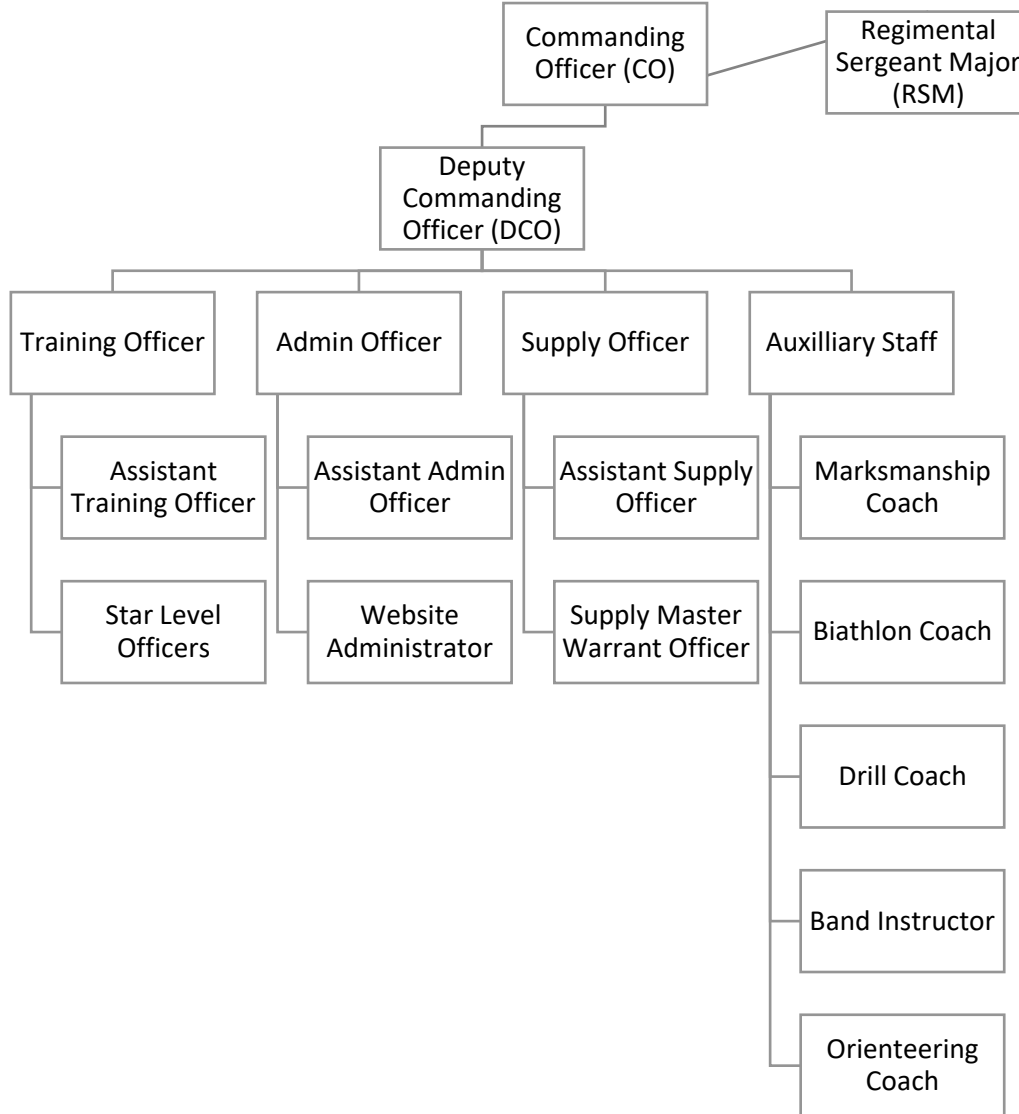 Commanding
Officer (CO)
Regimental
Sergeant Major
(RSM)
Deputy
Commanding
Officer (DCO)
Training Officer
Admin Officer
Supply Officer
Auxilliary Staff
Assistant
Training Officer
Assistant Admin
Officer
Assistant Supply
Officer
Marksmanship
Coach
Star Level
Officers
Website
Administrator
Supply Master
Warrant Officer
Biathlon Coach
Drill Coach
Band Instructor
Orienteering
Coach